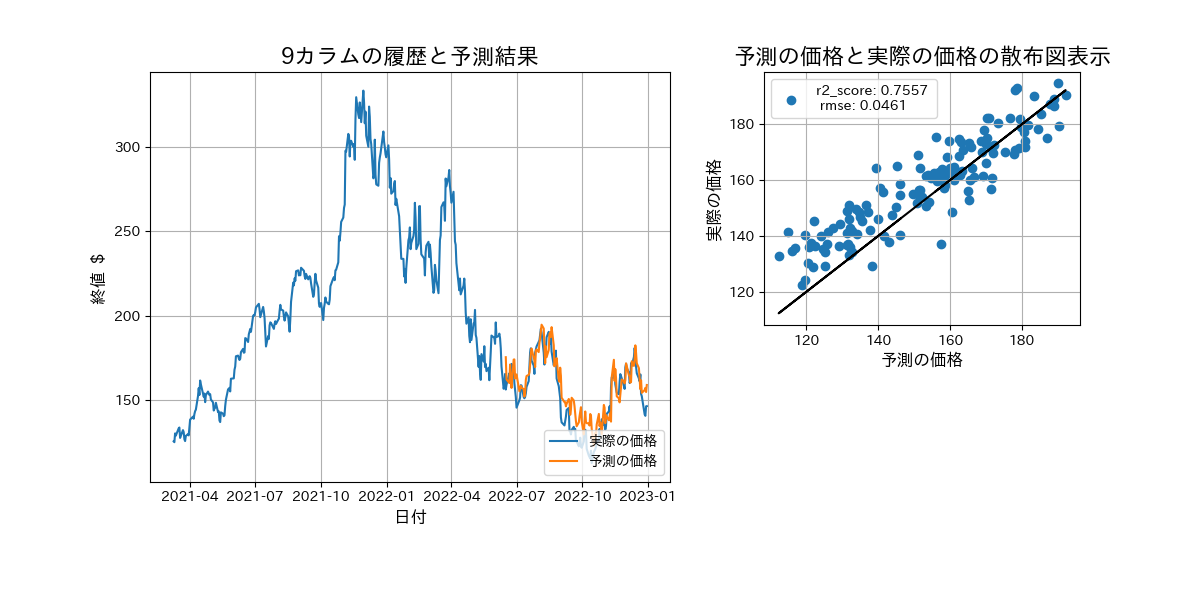 9カラムの履歴と予測結果
終値 $
300
250
200
150
2021-04 2021-07 2021-10 2022-01 2022-04 2022-07 2022-10 2023-01
日付
実際の価格
予測の価格
予測の価格と実際の価格の散布図表示
r2_score: 0.7557
rmse: 0.0461
実際の価格
180
160
140
120
120 140 160 180
予測の価格